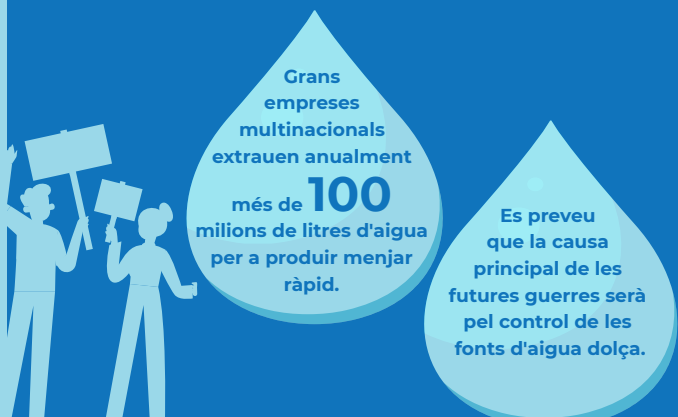 Grans
empreses
multinacionals
extrauen anualment
més de 100
milions de litres d'aigua
per a produir menjar
ràpid.
Es preveu
que la causa
principal de les
futures guerres serà
pel control de les
fonts d'aigua dolça.